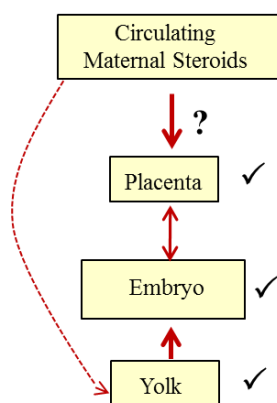 Circulating
Maternal Steroids
?
Placenta ✓
Embryo ✓
Yolk ✓